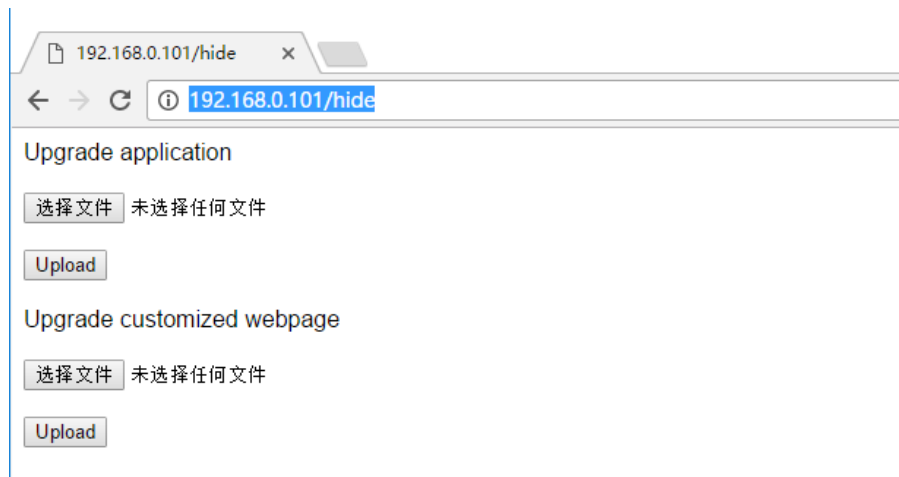 192.168.0.101/hide
192.168.0.101/hide
Upgrade application
选择文件 未选择任何文件
Upload
Upgrade customized webpage
选择文件 未选择任何文件
Upload